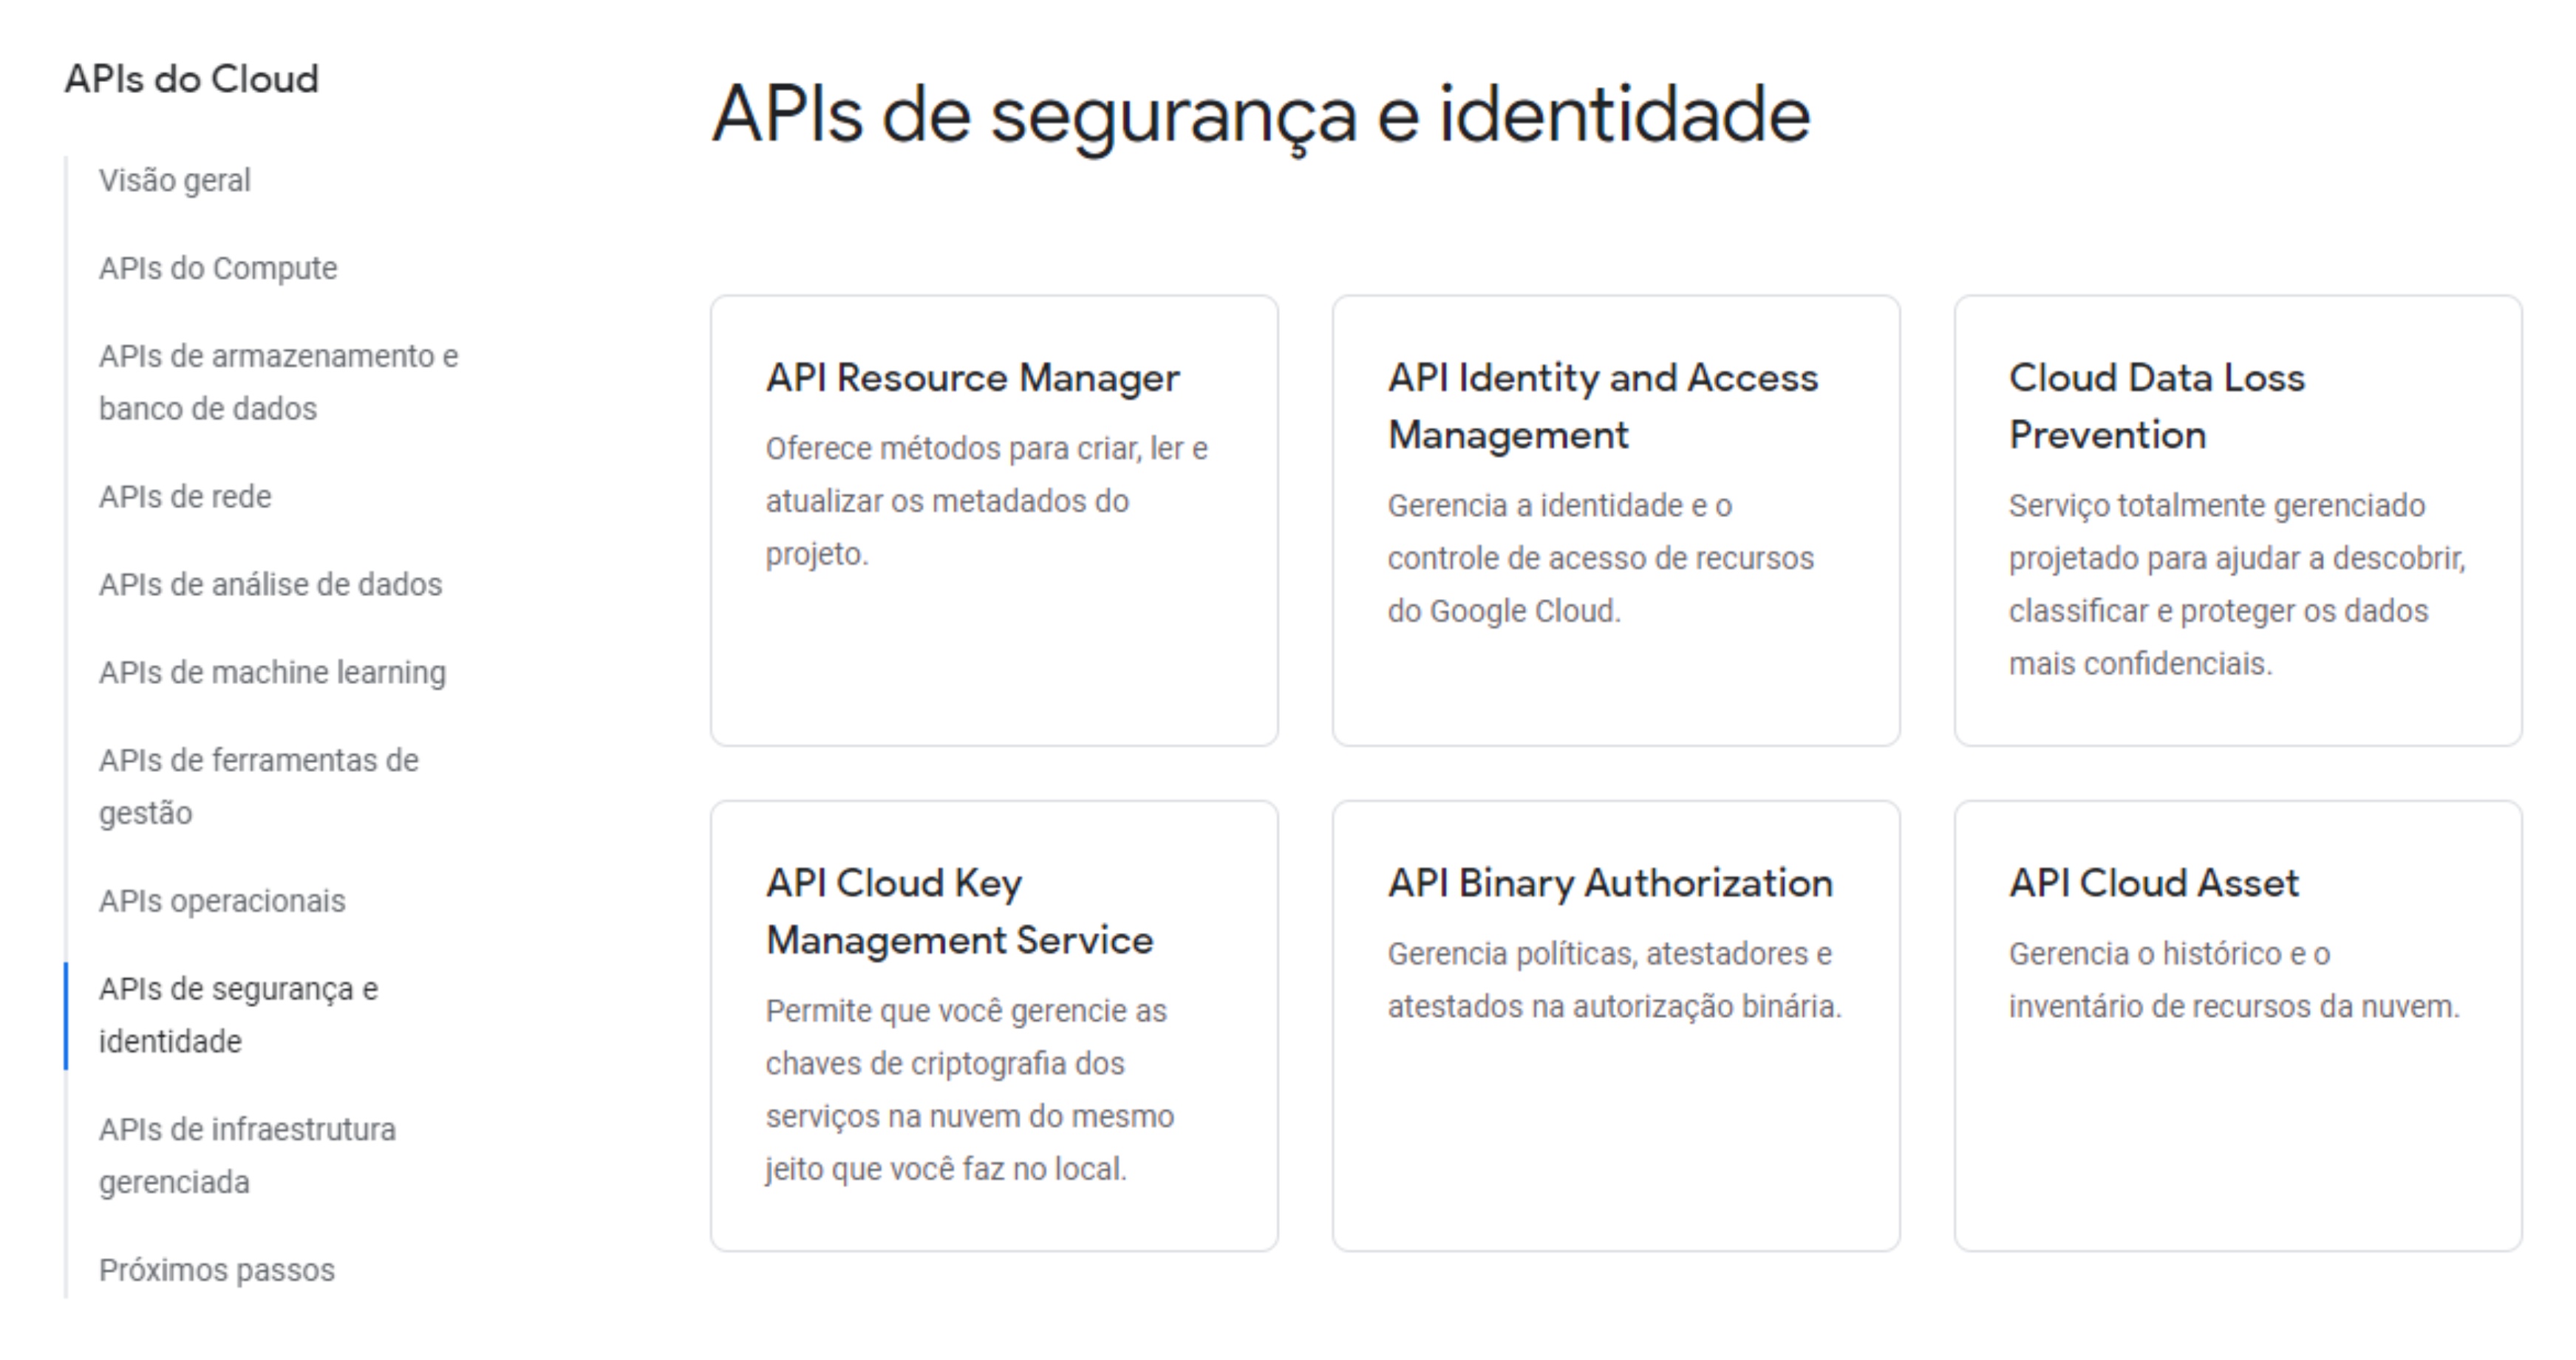 APIs do Cloud
Visão geral
APIs do Compute
APIs de armazenamento e
banco de dados
APIs de rede
APIs de análise de dados
APIs de machine learning
APIs de ferramentas de
gestão
APIs operacionais
APIs de segurança e
identidade
APIs de infraestrutura
gerenciada
Próximos passos
APIs de segurança e identidade
API Resource Manager
Oferece métodos para criar, ler e
atualizar os metadados do
projeto.
API Identity and Access
Management
Gerencia a identidade e o
controle de acesso de recursos
do Google Cloud.
Cloud Data Loss
Prevention
Serviço totalmente gerenciado
projetado para ajudar a descobrir,
classificar e proteger os dados
mais confidenciais.
API Cloud Key
Management Service
Permite que você gerencie as
chaves de criptografia dos
serviços na nuvem do mesmo
jeito que você faz no local.
API Binary Authorization
Gerencia políticas, atestadores e
atestados na autorização binária.
API Cloud Asset
Gerencia o histórico e o
inventário de recursos da nuvem.